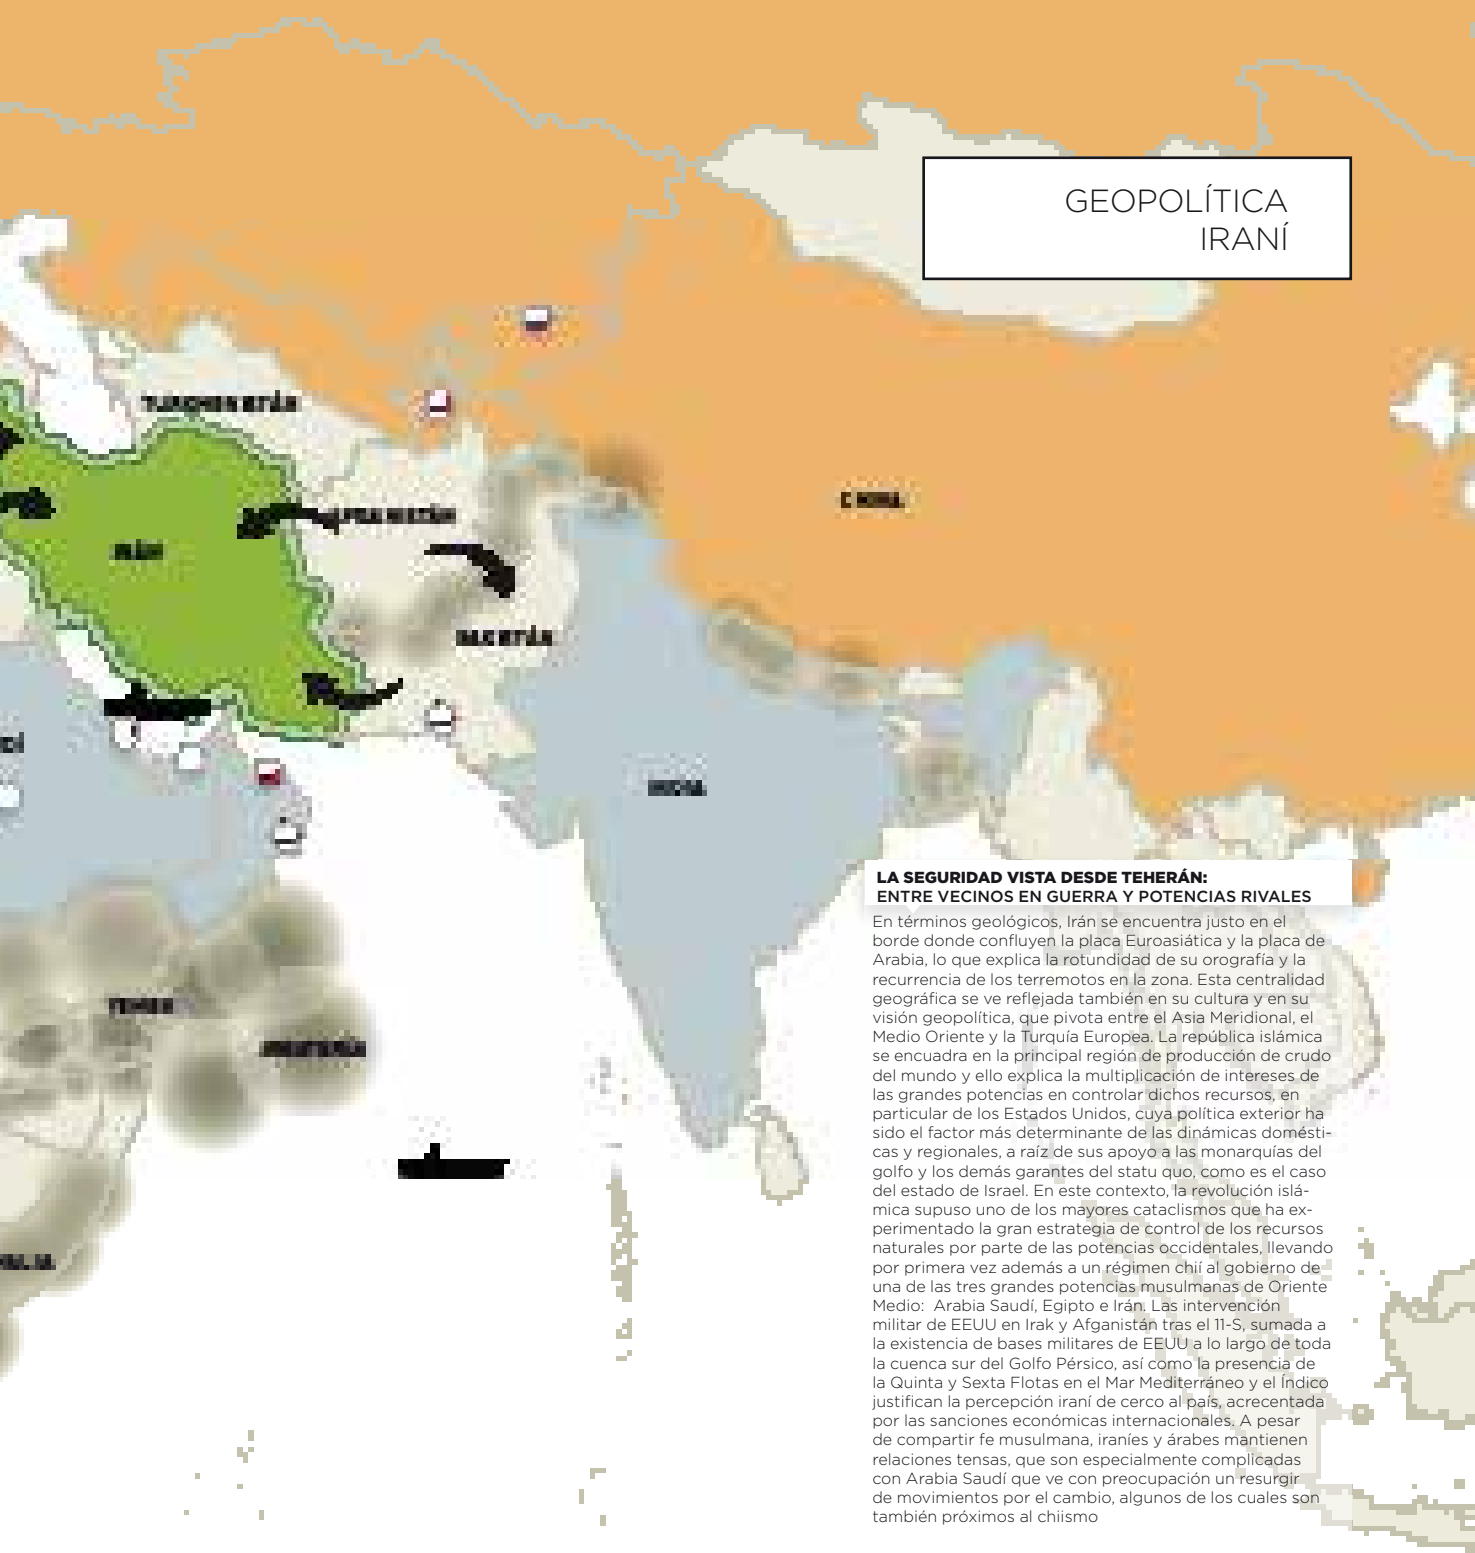 GEOPOLÍTICA
IRANÍ
TURQMENISTÁN
AFGANISTÁN
IRÁN
CHINA
PAKISTÁN
INDIA
YEMEN
LA SEGURIDAD VISTA DESDE TEHERÁN:
ENTRE VECINOS EN GUERRA Y POTENCIAS RIVALES
En términos geológicos, Irán se encuentra justo en el
borde donde confluyen la placa Euroasiática y la placa de
Arabia, lo que explica la rotundidad de su orografía y la
recurrencia de los terremotos en la zona. Esta centralidad
geográfica se ve reflejada también en su cultura y en su
visión geopolítica, que pivota entre el Asia Meridional, el
Medio Oriente y la Turquía Europea. La república islámica
se encuadra en la principal región de producción de crudo
del mundo y ello explica la multiplicación de intereses de
las grandes potencias en controlar dichos recursos, en
particular de los Estados Unidos, cuya política exterior ha
sido el factor más determinante de las dinámicas domésti-
cas y regionales, a raíz de sus apoyo a las monarquías del
golfo y los demás garantes del statu quo, como es el caso
del estado de Israel. En este contexto, la revolución islá-
mica supuso uno de los mayores cataclismos que ha ex-
perimentado la gran estrategia de control de los recursos
naturales por parte de las potencias occidentales, llevando
por primera vez además a un régimen chií al gobierno de
una de las tres grandes potencias musulmanas de Oriente
Medio:  Arabia Saudí, Egipto e Irán. Las intervención
militar de EEUU en Irak y Afganistán tras el 11-S, sumada a
la existencia de bases militares de EEUU a lo largo de toda
la cuenca sur del Golfo Pérsico, así como la presencia de
la Quinta y Sexta Flotas en el Mar Mediterráneo y el Índico
justifican la percepción iraní de cerco al país, acrecentada
por las sanciones económicas internacionales. A pesar
de compartir fe musulmana, iraníes y árabes mantienen
relaciones tensas, que son especialmente complicadas
con Arabia Saudí que ve con preocupación un resurgir
de movimientos por el cambio, algunos de los cuales son
también próximos al chiismo